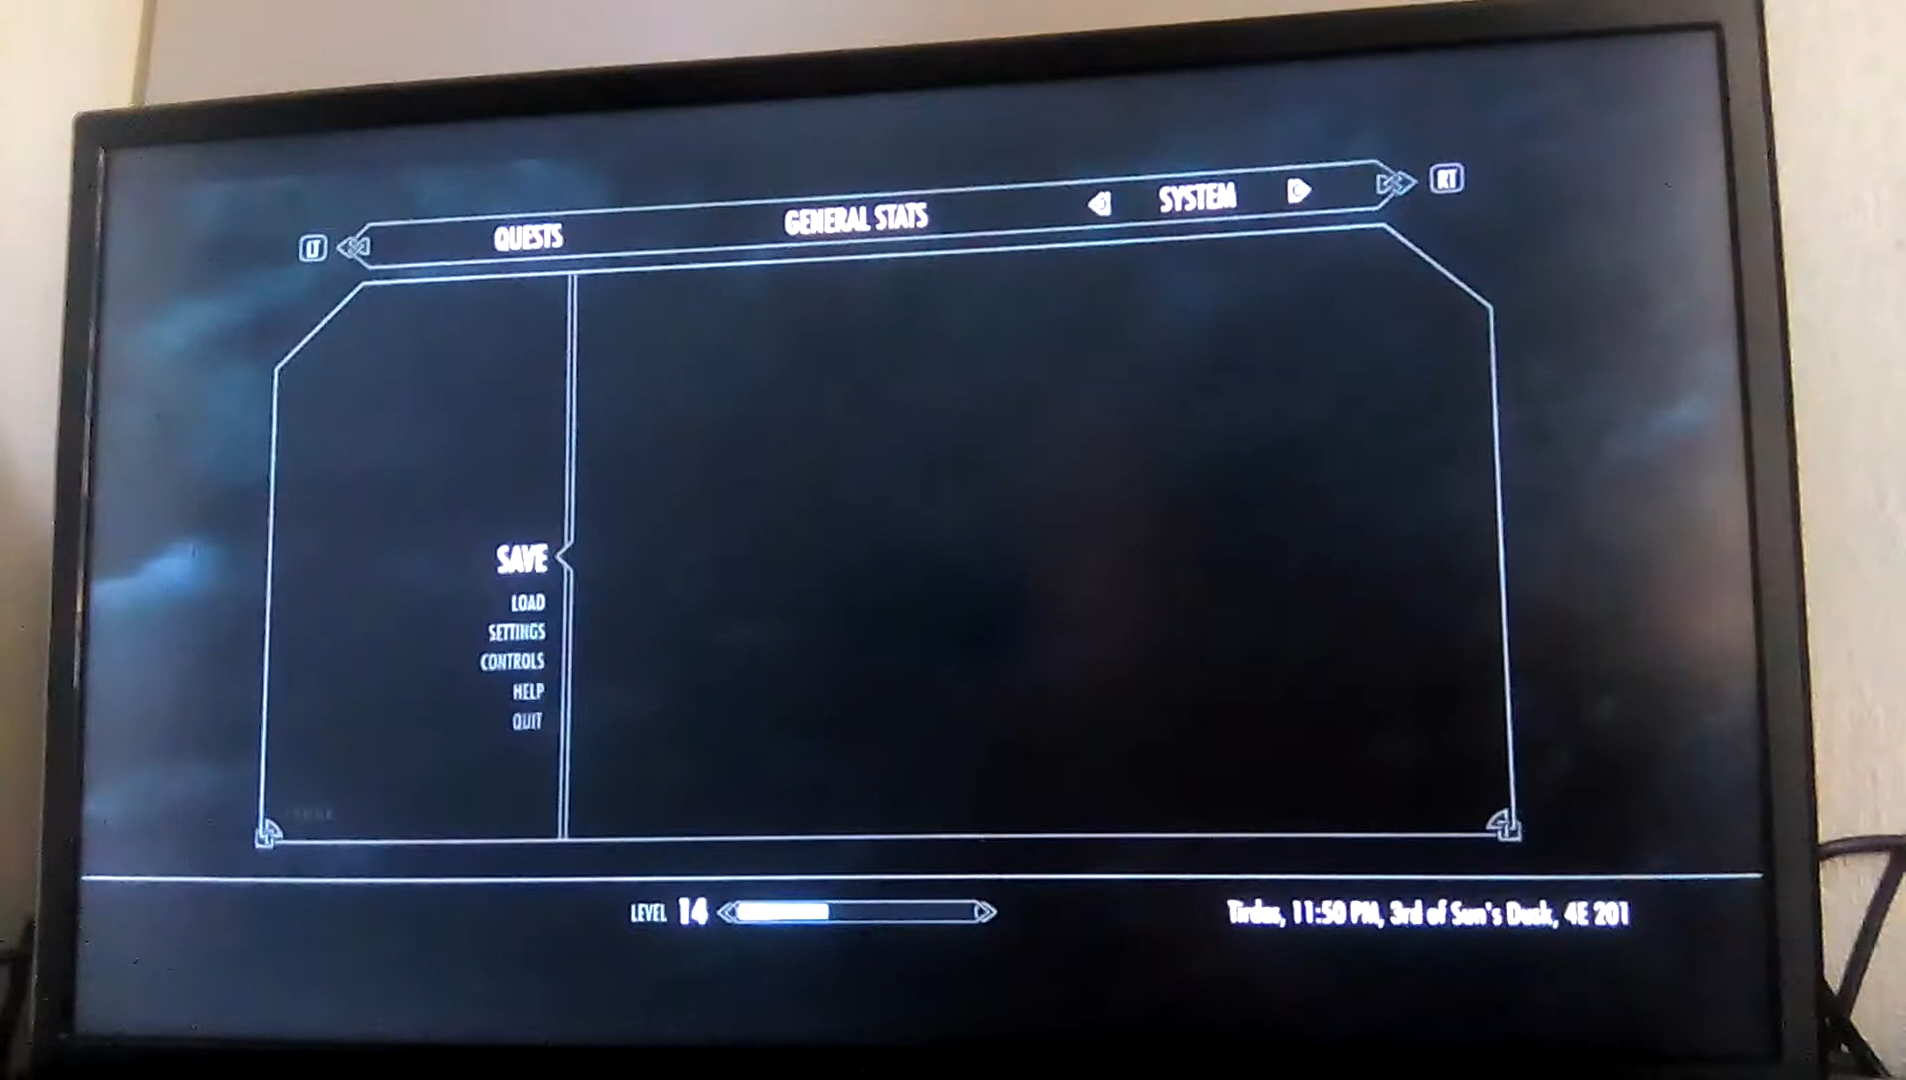 LT QUESTS GENERAL STATS SYSTEM RT
SAVE
LOAD
SETTINGS
CONTROLS
HELP
QUIT
LEVEL 14
Tirdas, 11:50 PM, 3rd of Sun's Dusk, 4E 201